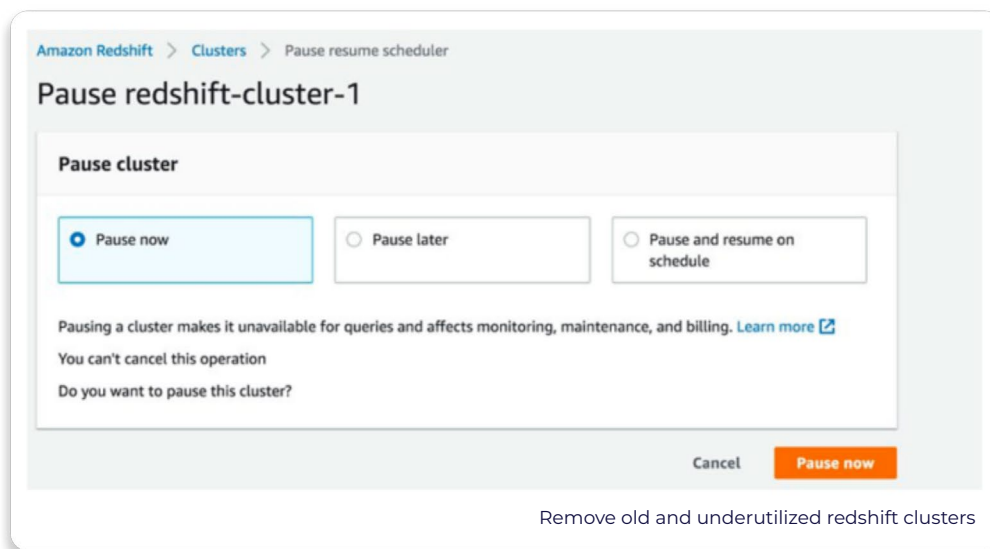 Amazon Redshift > Clusters > Pause resume scheduler
Pause redshift-cluster-1
Pause cluster
Pause now
Pause later
Pause and resume on
schedule
Pausing a cluster makes it unavailable for queries and affects monitoring, maintenance, and billing. Learn more
You can't cancel this operation
Do you want to pause this cluster?
Cancel
Pause now
Remove old and underutilized redshift clusters